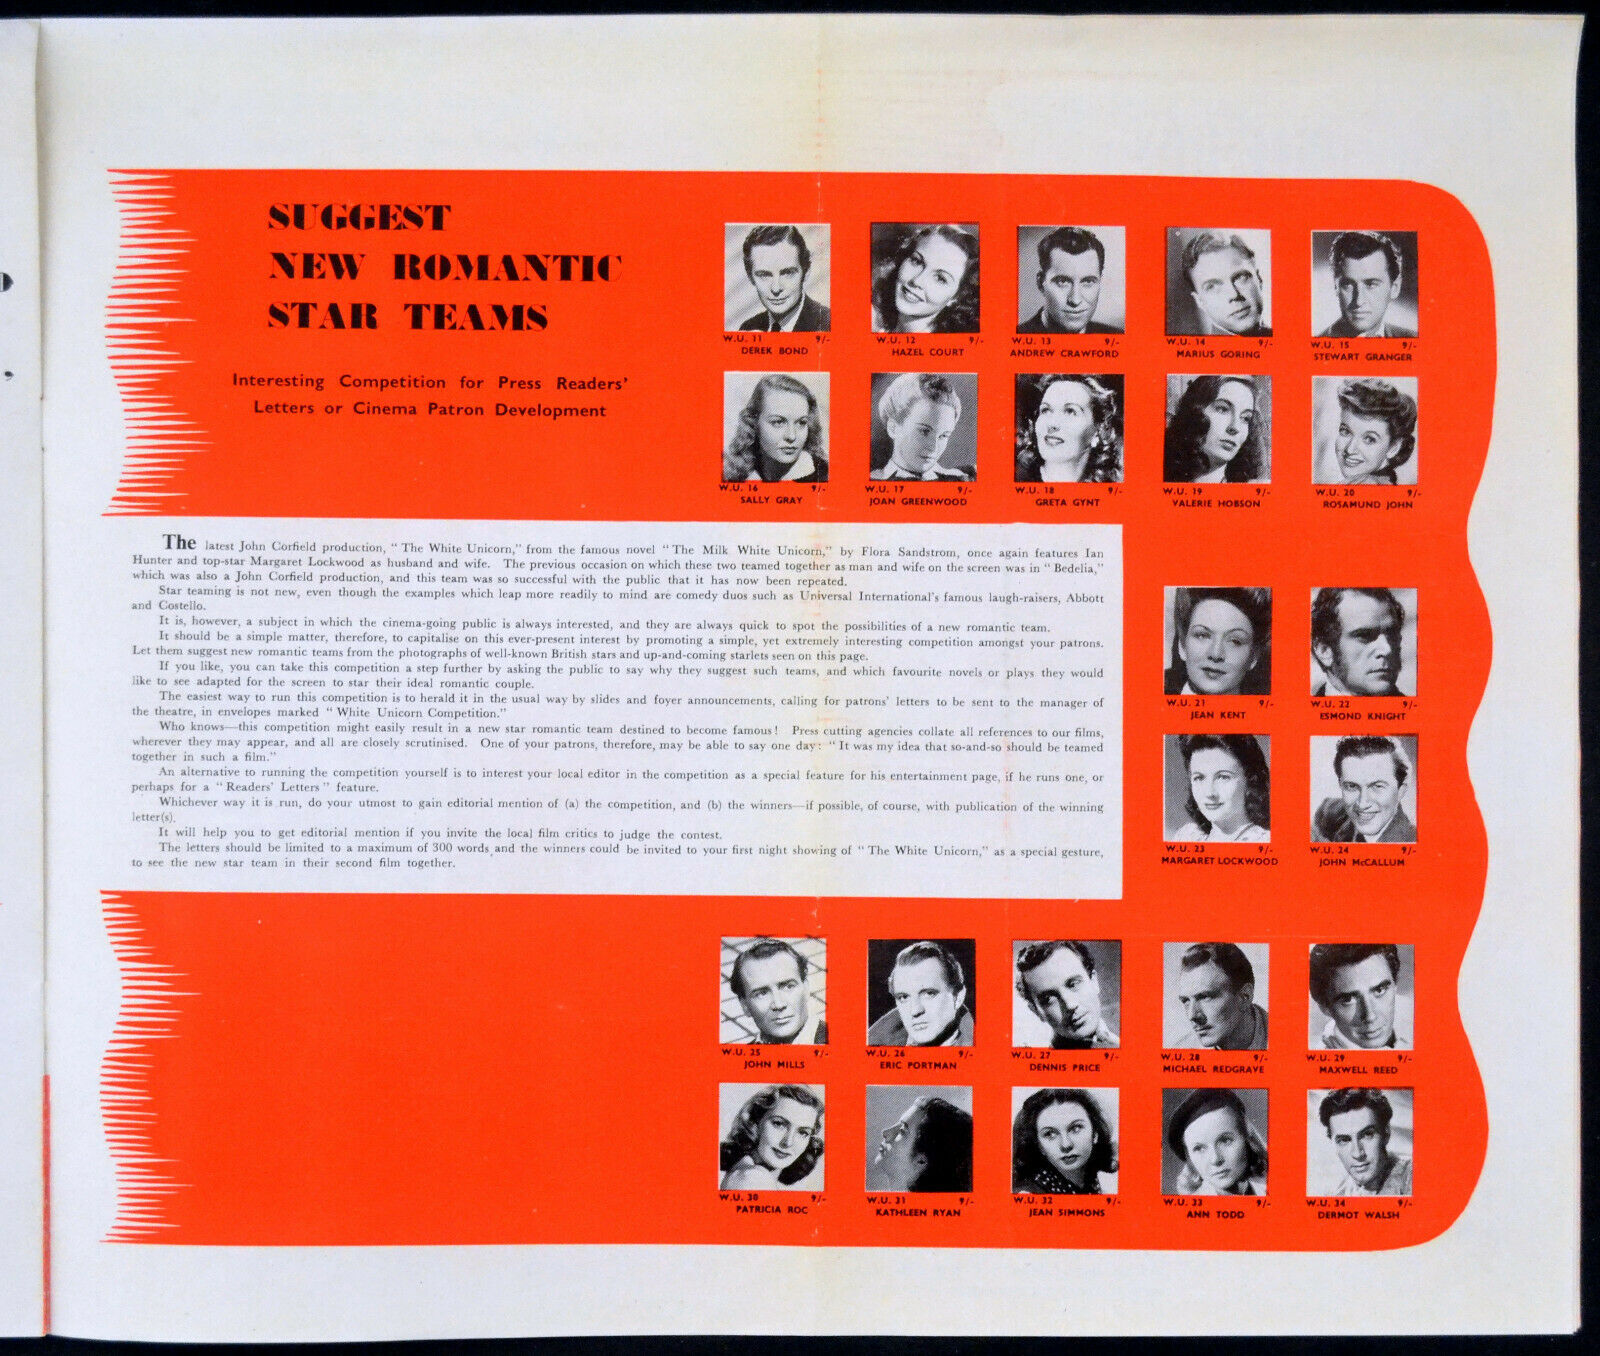 SUGGEST
NEW ROMANTIC
STAR TEAMS
Interesting Competition for Press Readers'
Letters or Cinema Patron Development
W.U. 11 9/-
DEREK BOND
W.U. 12 9/-
HAZEL COURT
W.U. 13 9/-
ANDREW CRAWFORD
W.U. 14 9/-
MARIUS GORING
W.U. 15 9/-
STEWART GRANGER
W.U. 16 9/-
SALLY GRAY
W.U. 17 9/-
JOAN GREENWOOD
W.U. 18 9/-
GRETA GYNT
W.U. 19 9/-
VALERIE HOBSON
W.U. 20 9/-
ROSAMUND JOHN
The latest John Corfield production, " The White Unicorn," from the famous novel " The Milk White Unicorn," by Flora Sandstrom, once again features Ian
Hunter and top-star Margaret Lockwood as husband and wife. The previous occasion on which these two teamed together as man and wife on the screen was in " Bedelia,"
which was also a John Corfield production, and this team was so successful with the public that it has now been repeated.
Star teaming is not new, even though the examples which leap more readily to mind are comedy duos such as Universal International's famous laugh-raisers, Abbott
and Costello.
It is, however, a subject in which the cinema-going public is always interested, and they are always quick to spot the possibilities of a new romantic team.
It should be a simple matter, therefore, to capitalise on this ever-present interest by promoting a simple, yet extremely interesting competition amongst your patrons.
Let them suggest new romantic teams from the photographs of well-known British stars and up-and-coming starlets seen on this page.
If you like, you can take this competition a step further by asking the public to say why they suggest such teams, and which favourite novels or plays they would
like to see adapted for the screen to star their ideal romantic couple.
The easiest way to run this competition is to herald it in the usual way by slides and foyer announcements, calling for patrons' letters to be sent to the manager of
the theatre, in envelopes marked " White Unicorn Competition."
Who knows—this competition might easily result in a new star romantic team destined to become famous! Press cutting agencies collate all references to our films,
wherever they may appear, and all are closely scrutinised. One of your patrons, therefore, may be able to say one day: " It was my idea that so-and-so should be teamed
together in such a film."
An alternative to running the competition yourself is to interest your local editor in the competition as a special feature for his entertainment page, if he runs one, or
perhaps for a " Readers' Letters " feature.
Whichever way it is run, do your utmost to gain editorial mention of (a) the competition, and (b) the winners—if possible, of course, with publication of the winning
letter(s).
It will help you to get editorial mention if you invite the local film critics to judge the contest.
The letters should be limited to a maximum of 300 words and the winners could be invited to your first night showing of " The White Unicorn," as a special gesture,
to see the new star team in their second film together.
W.U. 21 9/-
JEAN KENT
W.U. 22 9/-
ESMOND KNIGHT
W.U. 23 9/-
MARGARET LOCKWOOD
W.U. 24 9/-
JOHN McCALLUM
W.U. 25 9/-
JOHN MILLS
W.U. 26 9/-
ERIC PORTMAN
W.U. 27 9/-
DENNIS PRICE
W.U. 28 9/-
MICHAEL REDGRAVE
W.U. 29 9/-
MAXWELL REED
W.U. 30 9/-
PATRICIA ROC
W.U. 31 9/-
KATHLEEN RYAN
W.U. 32 9/-
JEAN SIMMONS
W.U. 33 9/-
ANN TODD
W.U. 34 9/-
DERMOT WALSH